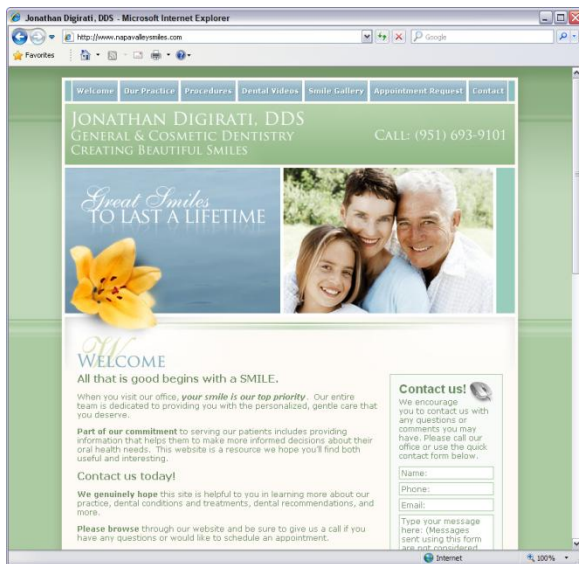 Jonathan Digirati, DDS - Microsoft Internet Explorer
http://www.napavalleysmiles.com
Google
Favorites
Welcome Our Practice Procedures Dental Videos Smile Gallery Appointment Request Contact
JONATHAN DIGIRATI, DDS
GENERAL & COSMETIC DENTISTRY
CALL: (951) 693-9101
CREATING BEAUTIFUL SMILES
Great Smiles
TO LAST A LIFETIME
W
WELCOME
All that is good begins with a SMILE.
When you visit our office, your smile is our top priority. Our entire
team is dedicated to providing you with the personalized, gentle care that
you deserve.
Part of our commitment to serving our patients includes providing
information that helps them to make more informed decisions about their
oral health needs. This website is a resource we hope you'll find both
useful and interesting.
Contact us today!
We genuinely hope this site is helpful to you in learning more about our
practice, dental conditions and treatments, dental recommendations, and
more.
Please browse through our website and be sure to give us a call if you
have any questions or would like to schedule an appointment.
Contact us!
We encourage
you to contact us with
any questions or
comments you may
have. Please call our
office or use the quick
contact form below.
Name:
Phone:
Email:
Type your message
here: (Messages
sent using this form
are not considered
Internet
100%